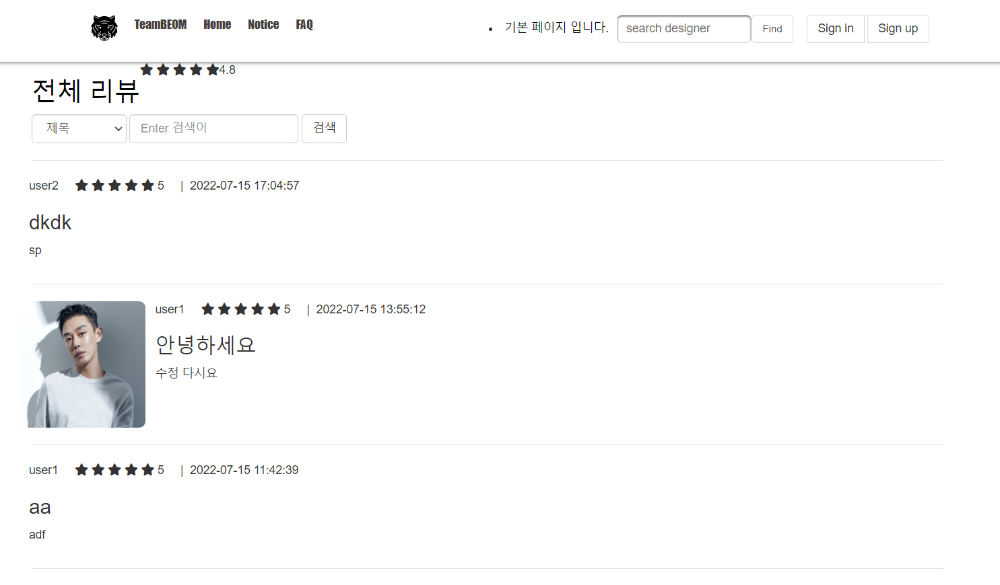 TeamBEOM Home Notice FAQ 기본 페이지 입니다. search designer Find Sign in Sign up
4.8
전체 리뷰
제목 Enter 검색어 검색
user2 5 | 2022-07-15 17:04:57
dkdk
sp
user1 5 | 2022-07-15 13:55:12
안녕하세요
수정 다시요
user1 5 | 2022-07-15 11:42:39
aa
adf